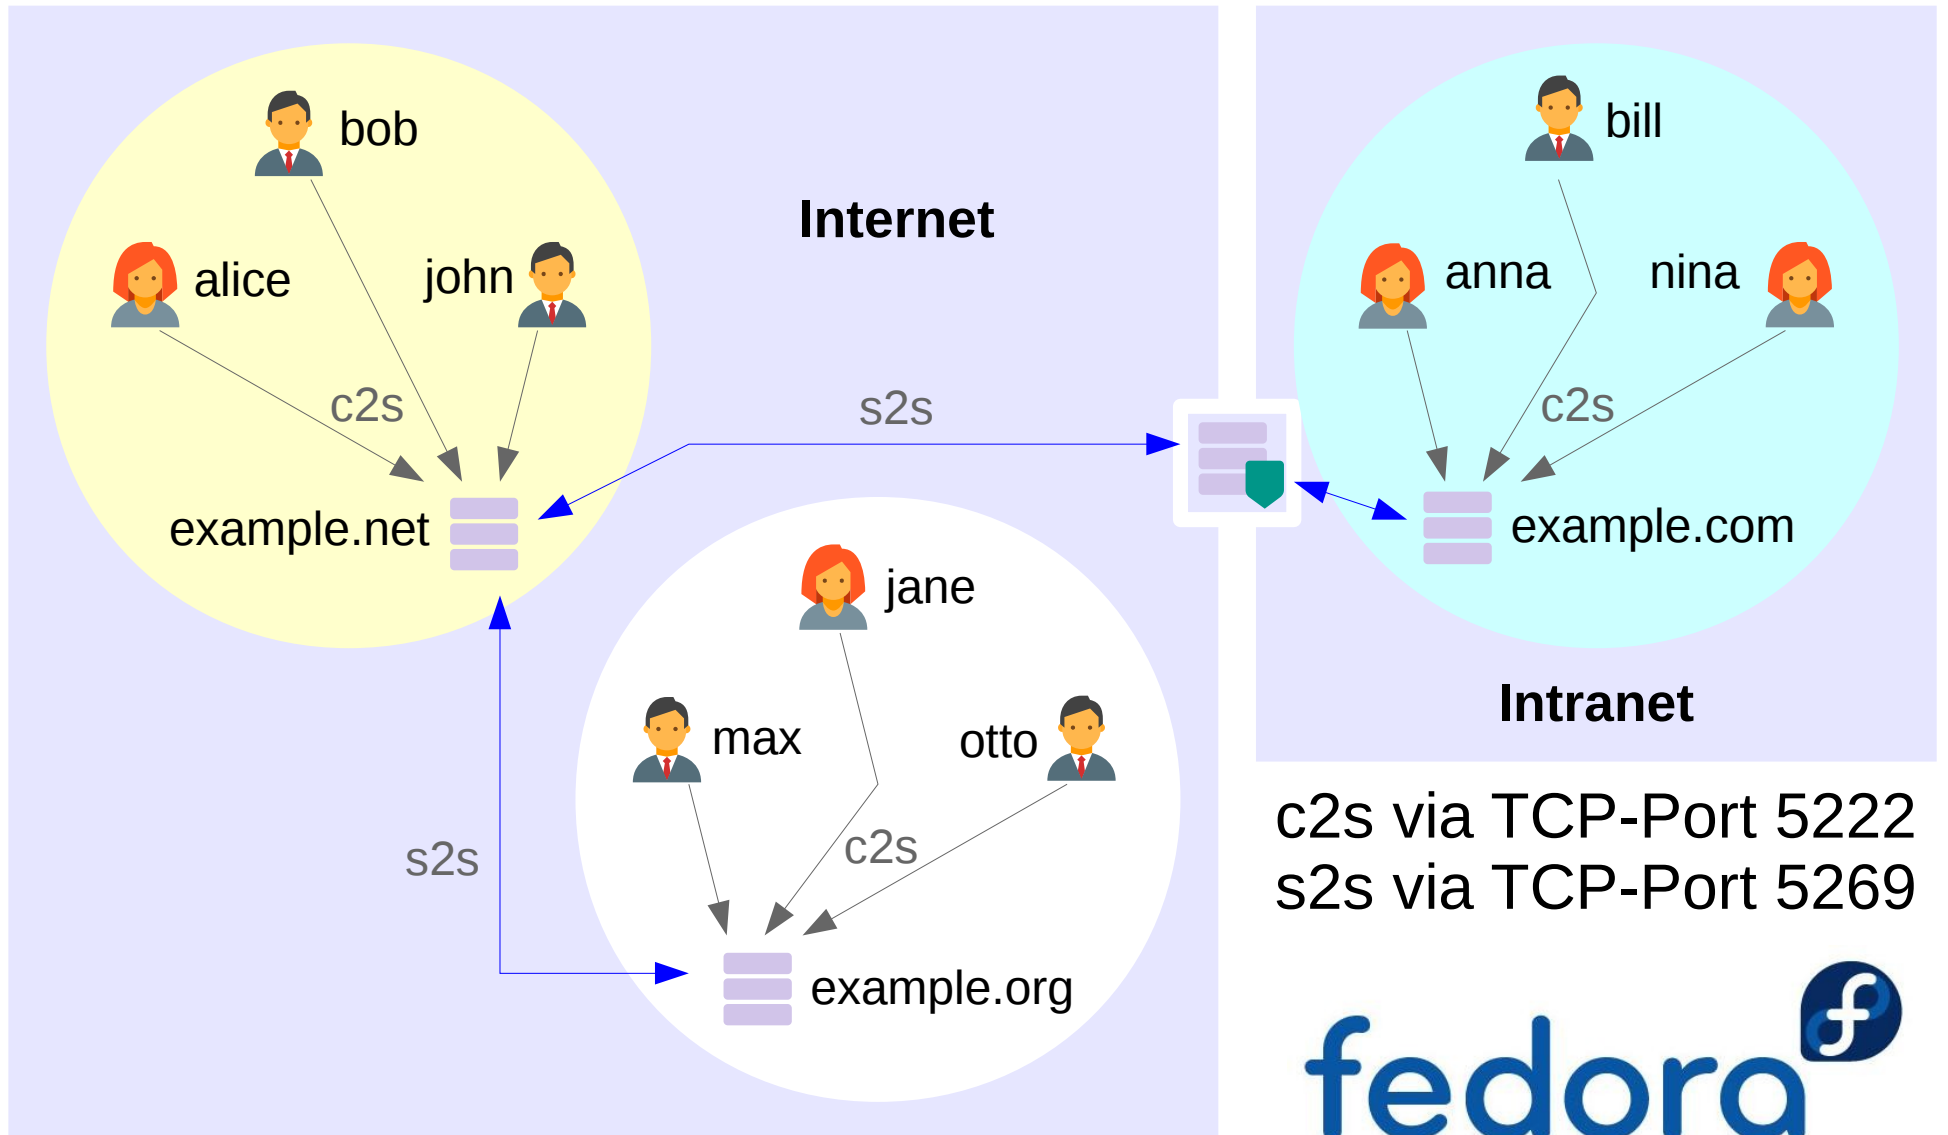 bob
alice
john
c2s
example.net
Internet
s2s
bill
anna
nina
c2s
example.com
Intranet
jane
max
otto
c2s
s2s
example.org
c2s via TCP-Port 5222
s2s via TCP-Port 5269
fedora